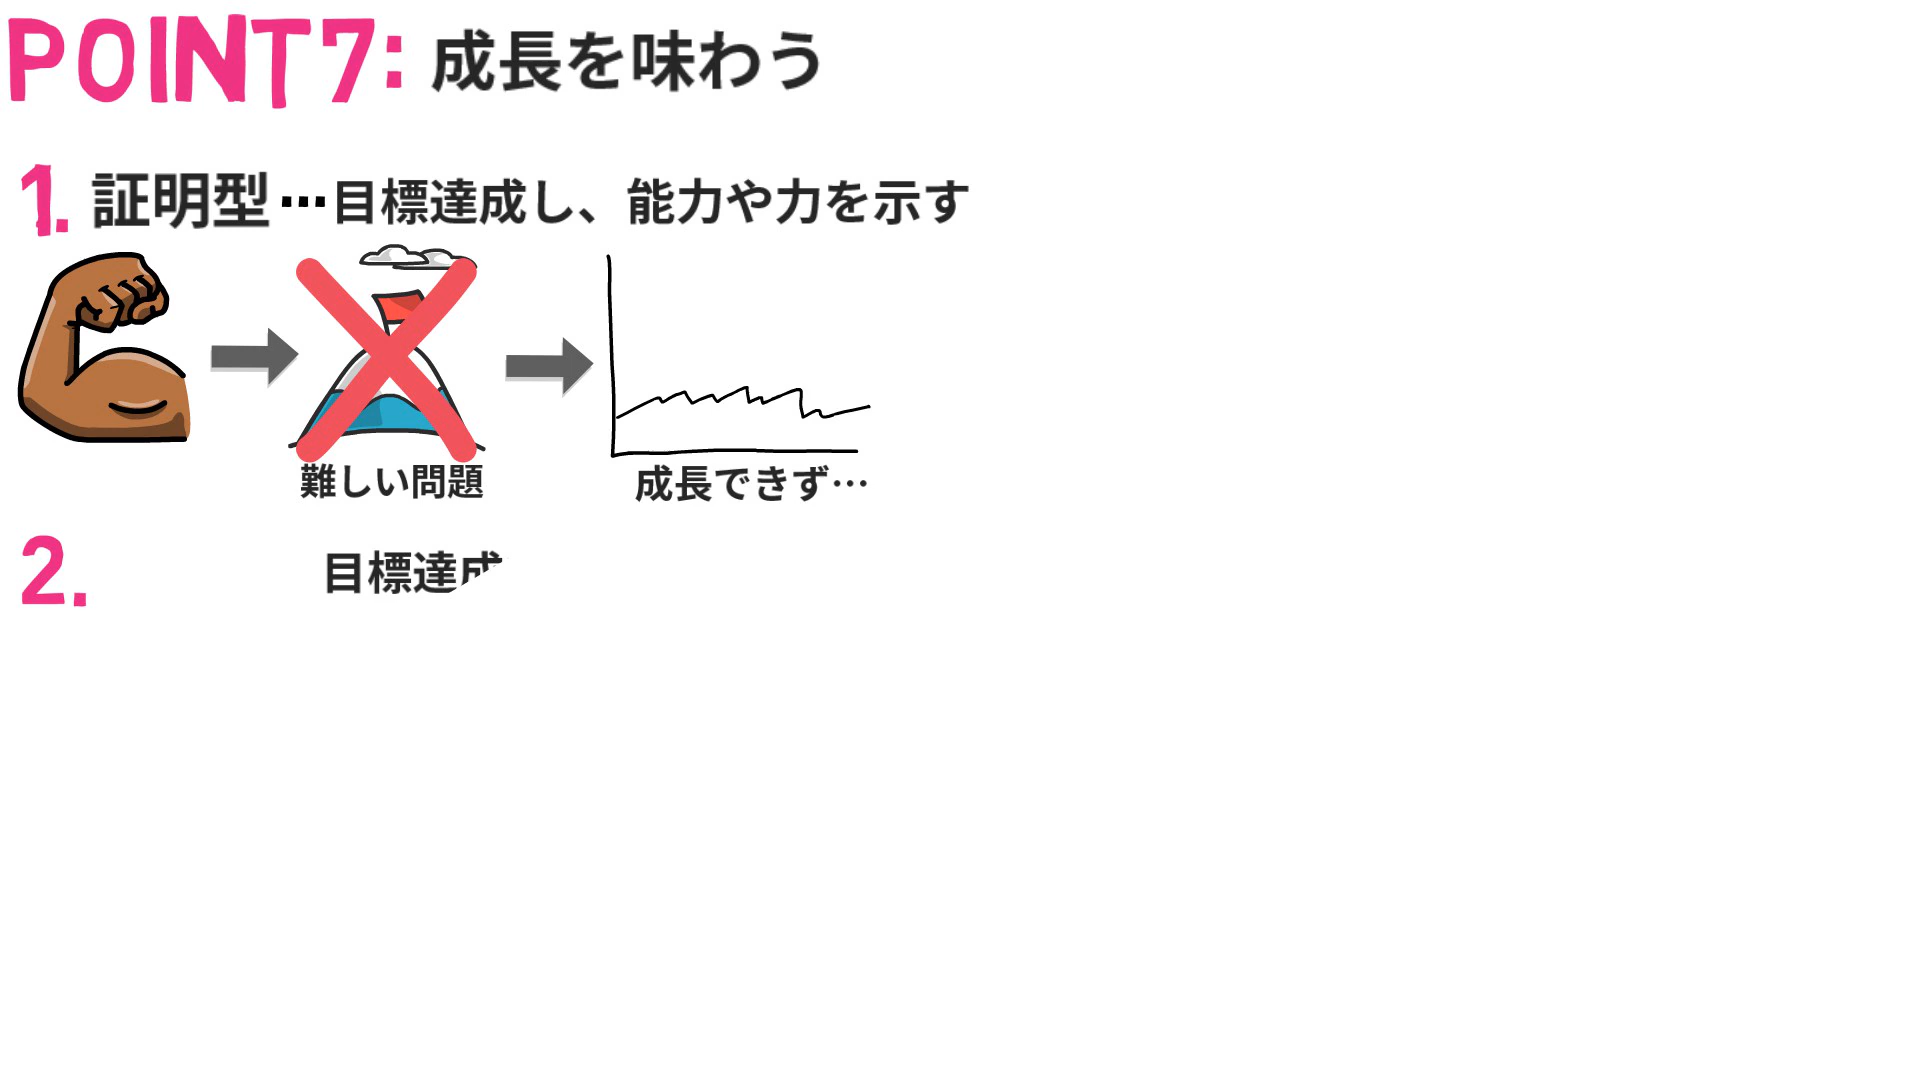 POINT7: 成長を味わう
1. 証明型…目標達成し、能力や力を示す
難しい問題
成長できず…
2. 目標達成